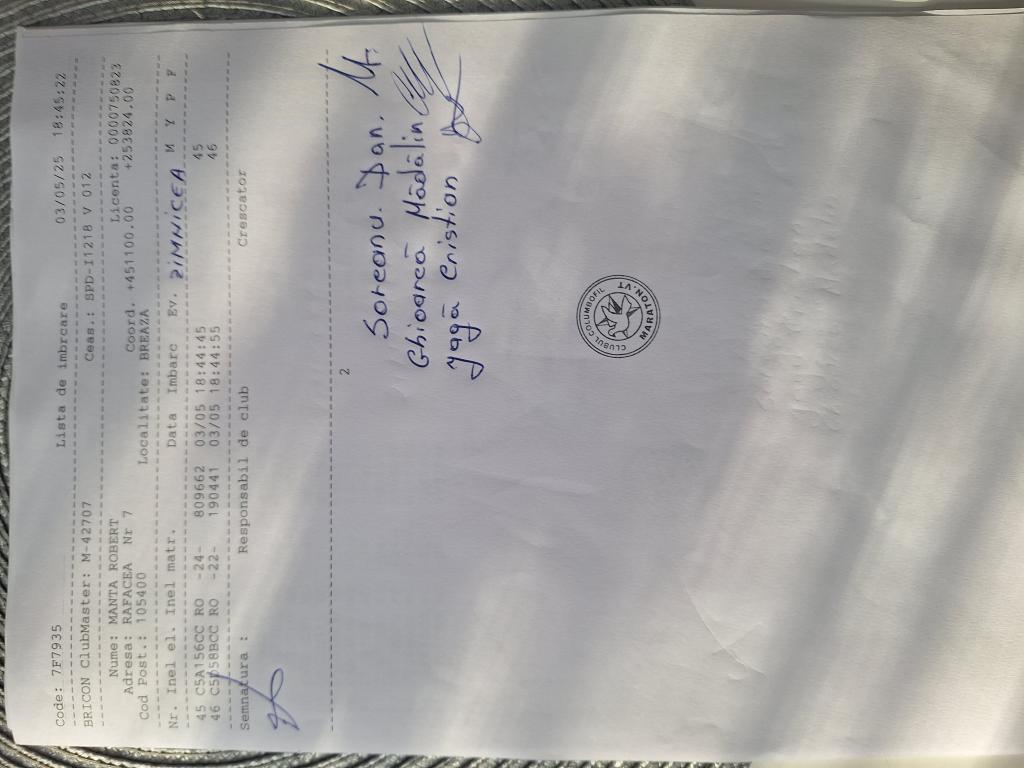 Code: 7F7935 Lista de imbrcare 03/05/25 18:45:22
BRICON ClubMaster: M-42707 Ceas.: SPD-11218 V 012
Nume: MANTA ROBERT Licenta: 0000750823
Adresa: RAFACEA Nr 7 Coord. +451100.00 +253824.00
Cod Post.: 105400 Localitate: BREAZA
Nr. Inel el. Inel matr. Data Imbarc Ev. ZIMNICEA M Y P F
45 C5A156CC RO -24- 809662 03/05 18:44:45 45
46 C5D58BCC RO -22- 190441 03/05 18:44:55 46
Semnatura : Responsabil de club Crescator
2
Soreanu. Dan.
Ghioarcă Mădălin
Cristian
CLUBUL COLUMBOFIL
MARATON.VT